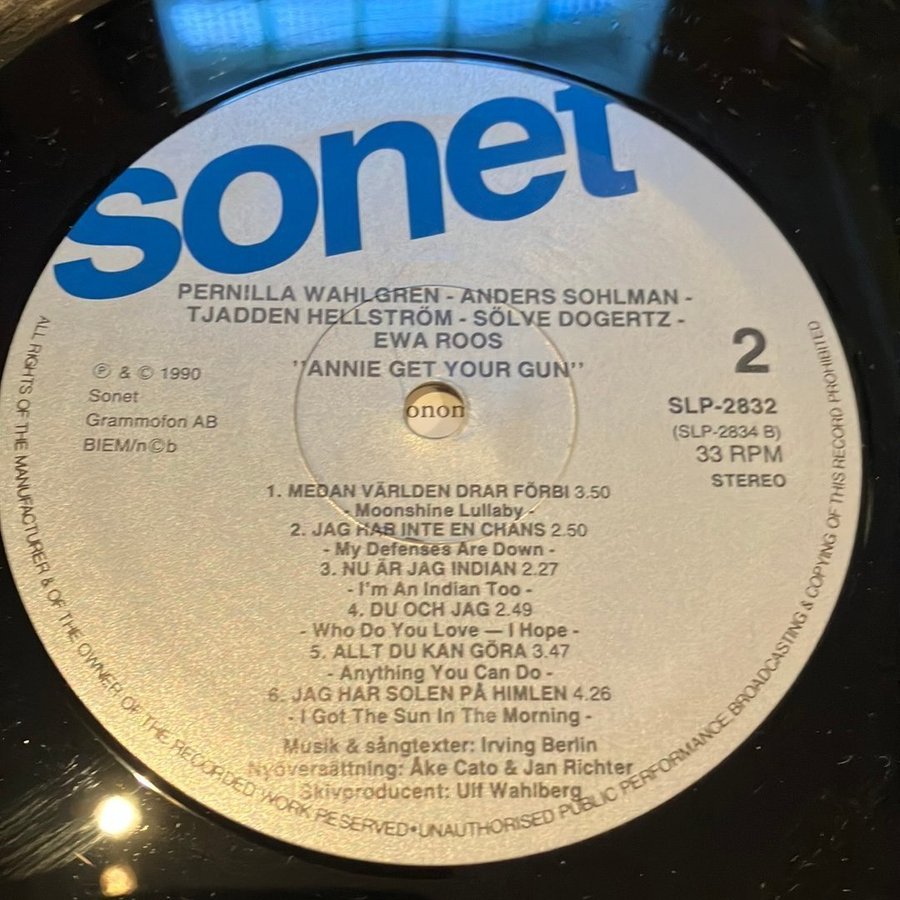 sonet
PERNILLA WAHLGREN - ANDERS SOHLMAN -
TJADDEN HELLSTRÖM - SÖLVE DOGERTZ -
EWA ROOS
"ANNIE GET YOUR GUN"
℗ & © 1990
Sonet
Grammofon AB
BIEM/n©b
2
SLP-2832
(SLP-2834 B)
33 RPM
STEREO
onon
1. MEDAN VÄRLDEN DRAR FÖRBI 3.50
- Moonshine Lullaby -
2. JAG HAR INTE EN CHANS 2.50
- My Defenses Are Down -
3. NU ÄR JAG INDIAN 2.27
- I'm An Indian Too -
4. DU OCH JAG 2.49
- Who Do You Love — I Hope -
5. ALLT DU KAN GÖRA 3.47
- Anything You Can Do -
6. JAG HAR SOLEN PÅ HIMLEN 4.26
- I Got The Sun In The Morning -
Musik & sångtexter: Irving Berlin
Nyöversättning: Åke Cato & Jan Richter
Skivproducent: Ulf Wahlberg
ALL RIGHTS OF THE MANUFACTURER & OF THE OWNER OF THE RECORDED WORK RESERVED•UNAUTHORISED PUBLIC PERFORMANCE, BROADCASTING & COPYING OF THIS RECORD PROHIBITED